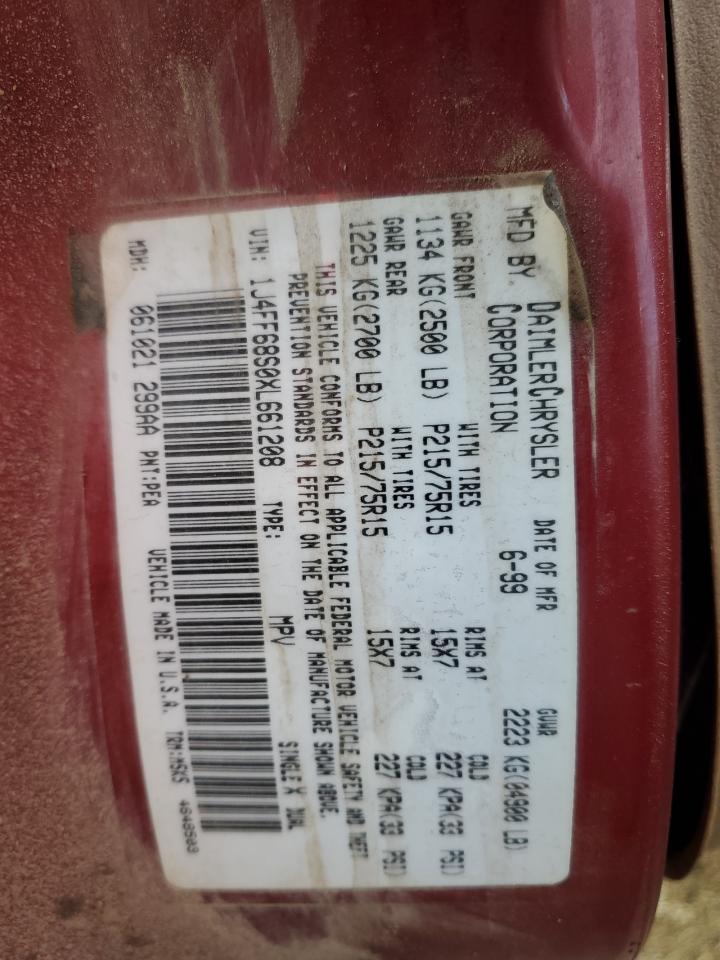 MFD BY DAIMLERCHRYSLER CORPORATION DATE OF MFR 6-99 GVWR 2223 KG(04900 LB)
GAWR FRONT WITH TIRES RIMS AT COLD
1134 KG(2500 LB) P215/75R15 15X7 227 KPA(33 PSI)
GAWR REAR WITH TIRES RIMS AT COLD
1225 KG(2700 LB) P215/75R15 15X7 227 KPA(33 PSI)
THIS VEHICLE CONFORMS TO ALL APPLICABLE FEDERAL MOTOR VEHICLE SAFETY AND THEFT
PREVENTION STANDARDS IN EFFECT ON THE DATE OF MANUFACTURE SHOWN ABOVE.
VIN: 1J4FF68S0XL661208 TYPE: MPV SINGLE X DUAL
MDH: 061021 299AA PNT:PEA VEHICLE MADE IN U.S.A. TRM:M5XS 4648503